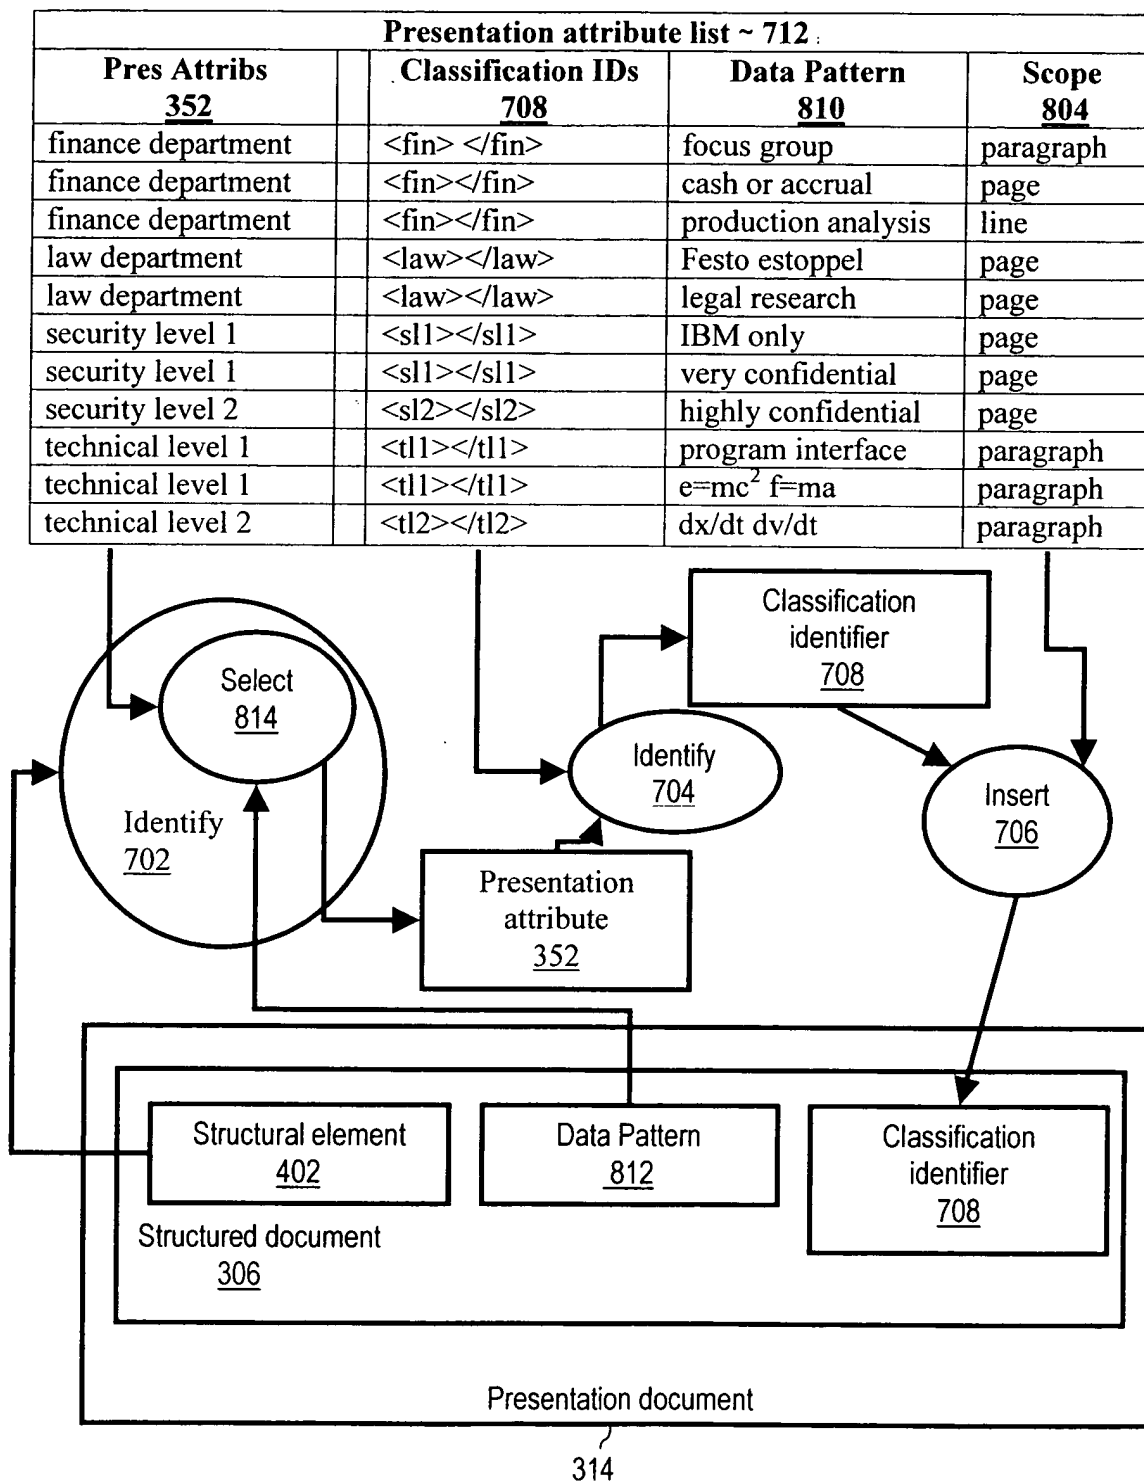 Presentation attribute list ~ 712
Pres Attribs Classification IDs Data Pattern Scope
352 708 810 804
finance department <fin> </fin> focus group paragraph
finance department <fin></fin> cash or accrual page
finance department <fin></fin> production analysis line
law department <law></law> Festo estoppel page
law department <law></law> legal research page
security level 1 <sl1></sl1> IBM only page
security level 1 <sl1></sl1> very confidential page
security level 2 <sl2></sl2> highly confidential page
technical level 1 <tl1></tl1> program interface paragraph
technical level 1 <tl1></tl1> e=mc² f=ma paragraph
technical level 2 <tl2></tl2> dx/dt dv/dt paragraph
Classification
identifier
708
Select
814
Identify
704
Insert
706
Identify
702
Presentation
attribute
352
Structural element
402
Data Pattern
812
Classification
identifier
708
Structured document
306
Presentation document
314